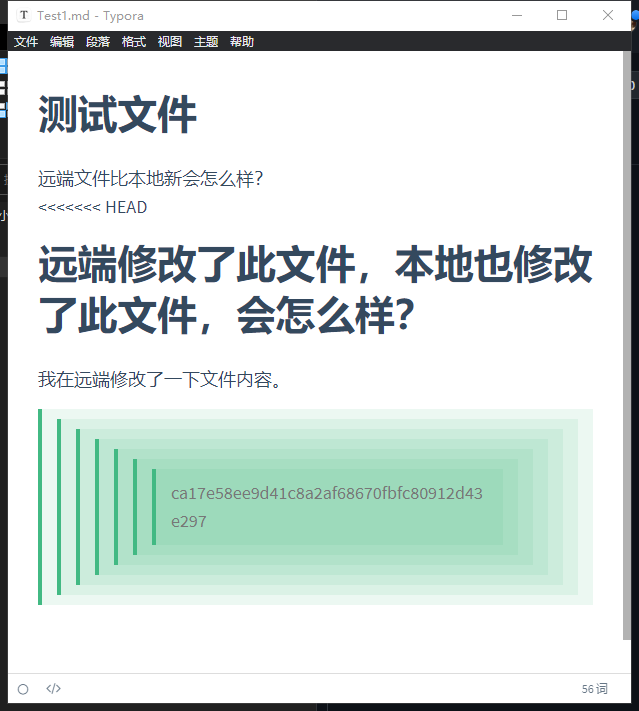 Test1.md - Typora
文件 编辑 段落 格式 视图 主题 帮助
测试文件
远端文件比本地新会怎么样?
<<<<<<< HEAD
远端修改了此文件，本地也修改
了此文件，会怎么样?
我在远端修改了一下文件内容。
ca17e58ee9d41c8a2af68670fbfc80912d43
e297
56 词